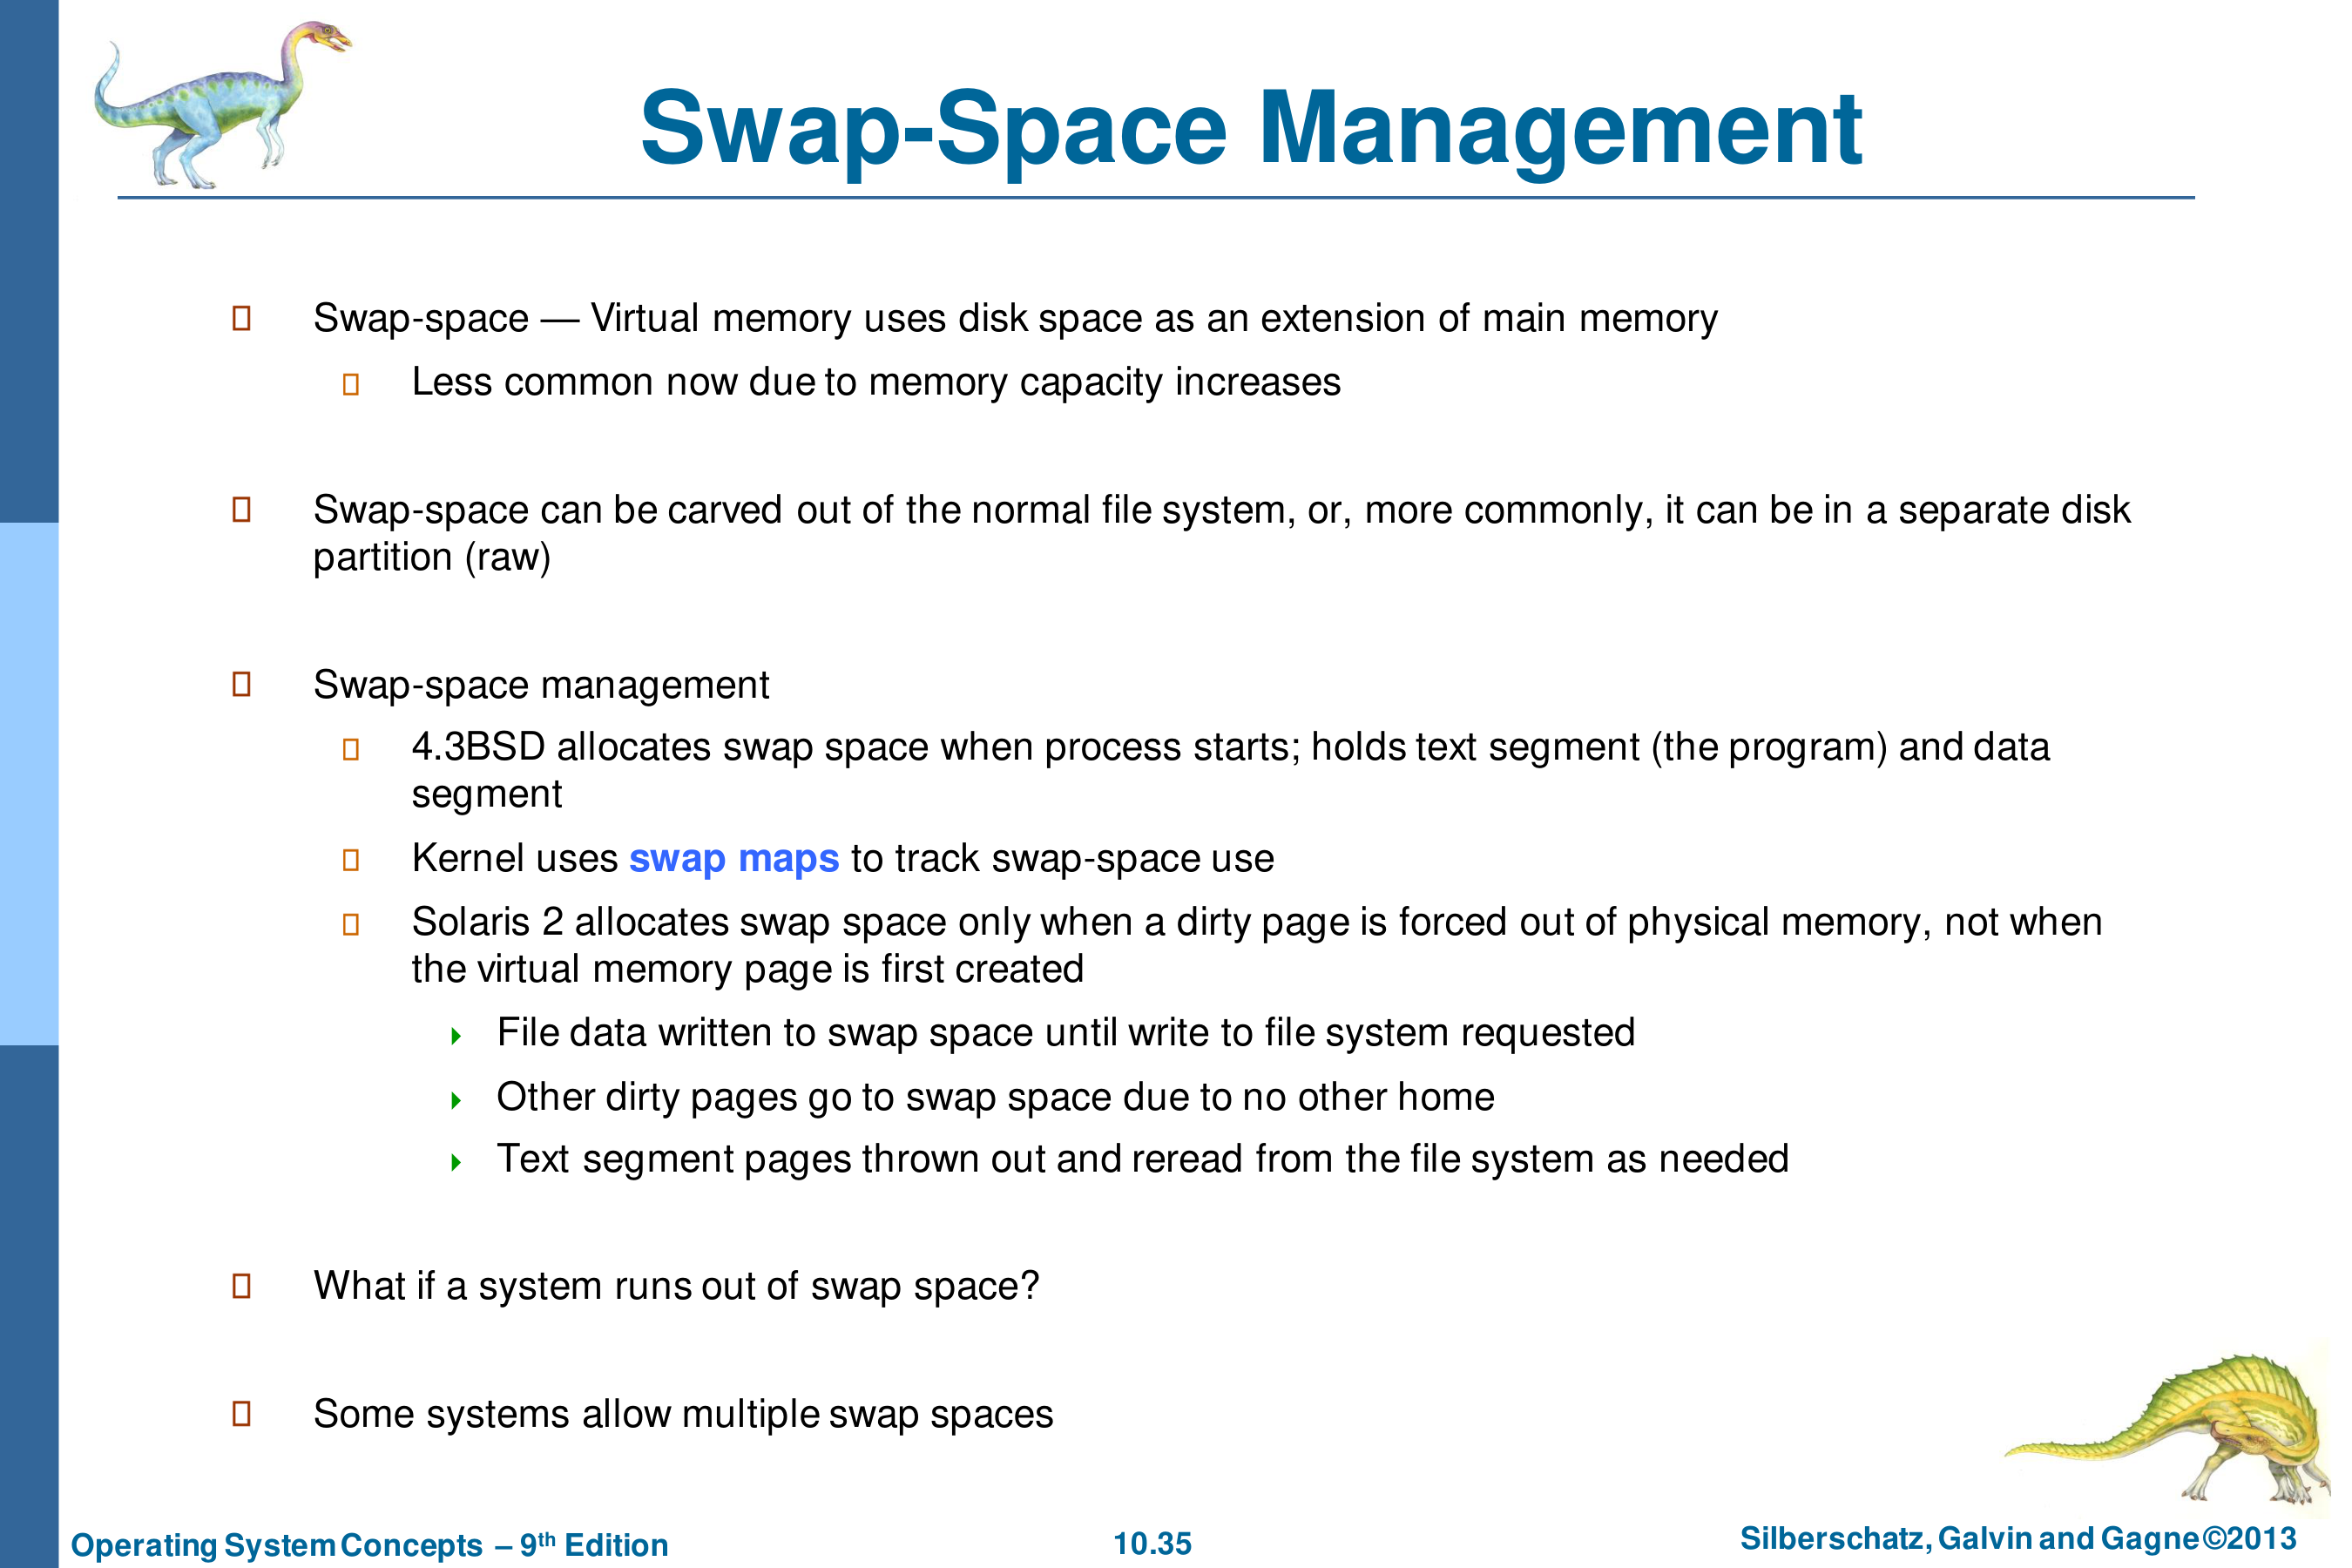 Swap-Space Management
Swap-space — Virtual memory uses disk space as an extension of main memory
Less common now due to memory capacity increases
Swap-space can be carved out of the normal file system, or, more commonly, it can be in a separate disk
partition (raw)
Swap-space management
4.3BSD allocates swap space when process starts; holds text segment (the program) and data
segment
Kernel uses swap maps to track swap-space use
Solaris 2 allocates swap space only when a dirty page is forced out of physical memory, not when
the virtual memory page is first created
File data written to swap space until write to file system requested
Other dirty pages go to swap space due to no other home
Text segment pages thrown out and reread from the file system as needed
What if a system runs out of swap space?
Some systems allow multiple swap spaces
Operating System Concepts – 9th Edition
10.35
Silberschatz, Galvin and Gagne ©2013